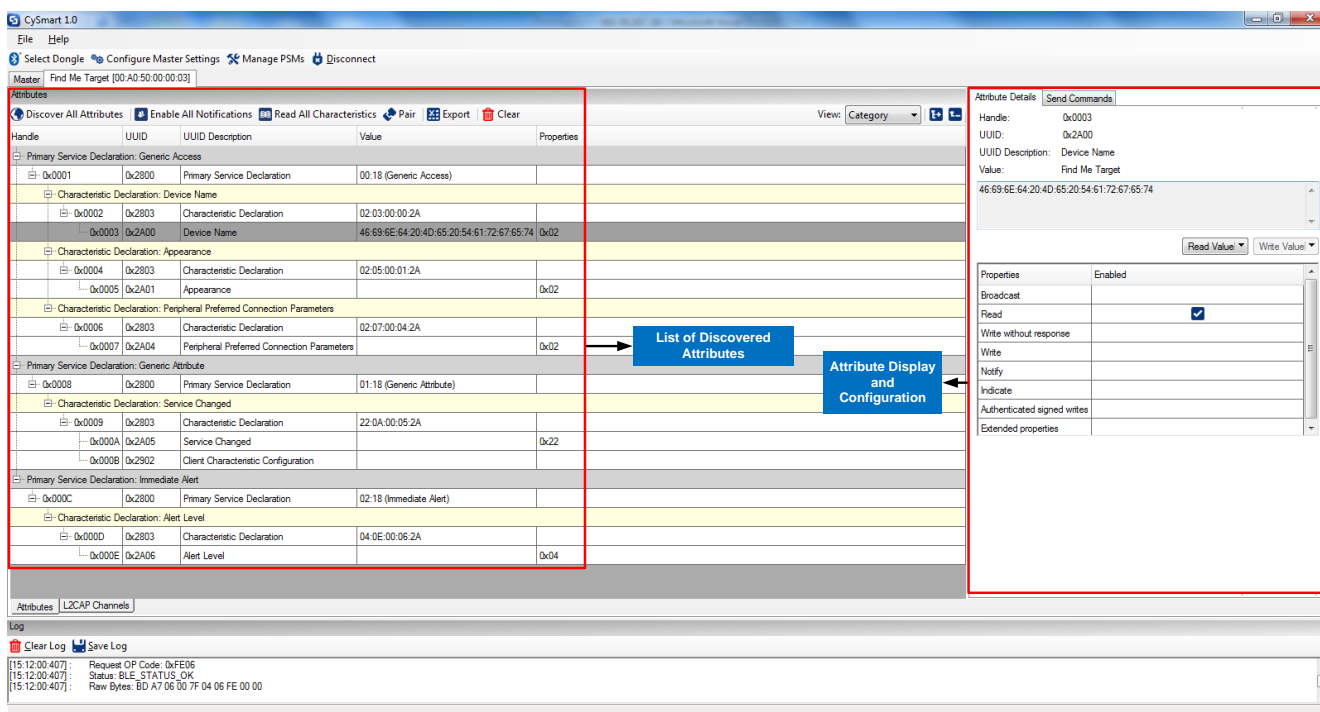 CySmart 1.0
File Help
Select Dongle Configure Master Settings Manage PSMs Disconnect
Master Find Me Target [00:A0:50:00:00:03]
Attributes
Discover All Attributes Enable All Notifications Read All Characteristics Pair Export Clear View: Category
Handle UUID UUID Description Value Properties
Primary Service Declaration: Generic Access
0x0001 0x2800 Primary Service Declaration 00:18 (Generic Access)
Characteristic Declaration: Device Name
0x0002 0x2803 Characteristic Declaration 02:03:00:00:2A
0x0003 0x2A00 Device Name 46:69:6E:64:20:4D:65:20:54:61:72:67:65:74 0x02
Characteristic Declaration: Appearance
0x0004 0x2803 Characteristic Declaration 02:05:00:01:2A
0x0005 0x2A01 Appearance 0x02
Characteristic Declaration: Peripheral Preferred Connection Parameters
0x0006 0x2803 Characteristic Declaration 02:07:00:04:2A
0x0007 0x2A04 Peripheral Preferred Connection Parameters 0x02
Primary Service Declaration: Generic Attribute
0x0008 0x2800 Primary Service Declaration 01:18 (Generic Attribute)
Characteristic Declaration: Service Changed
0x0009 0x2803 Characteristic Declaration 22:0A:00:05:2A
0x000A 0x2A05 Service Changed 0x22
0x000B 0x2902 Client Characteristic Configuration
Primary Service Declaration: Immediate Alert
0x000C 0x2800 Primary Service Declaration 02:18 (Immediate Alert)
Characteristic Declaration: Alert Level
0x000D 0x2803 Characteristic Declaration 04:0E:00:06:2A
0x000E 0x2A06 Alert Level 0x04
List of Discovered
Attributes
Attribute Display
and
Configuration
Attribute Details Send Commands
Handle: 0x0003
UUID: 0x2A00
UUID Description: Device Name
Value: Find Me Target
46:69:6E:64:20:4D:65:20:54:61:72:67:65:74
Read Value Write Value
Properties Enabled
Broadcast
Read
Write without response
Write
Notify
Indicate
Authenticated signed writes
Extended properties
Attributes L2CAP Channels
Log
Clear Log Save Log
[15:12:00:407] : Request OP Code: 0xFE06
[15:12:00:407] : Status: BLE_STATUS_OK
[15:12:00:407] : Raw Bytes: BD A7 06 00 7F 04 06 FE 00 00